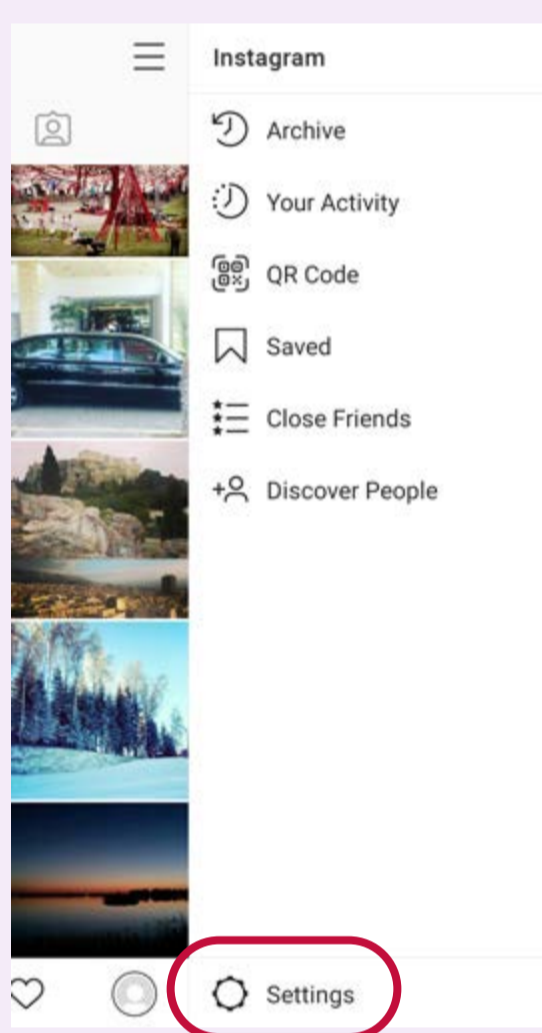 Instagram
Archive
Your Activity
QR Code
Saved
Close Friends
Discover People
Settings